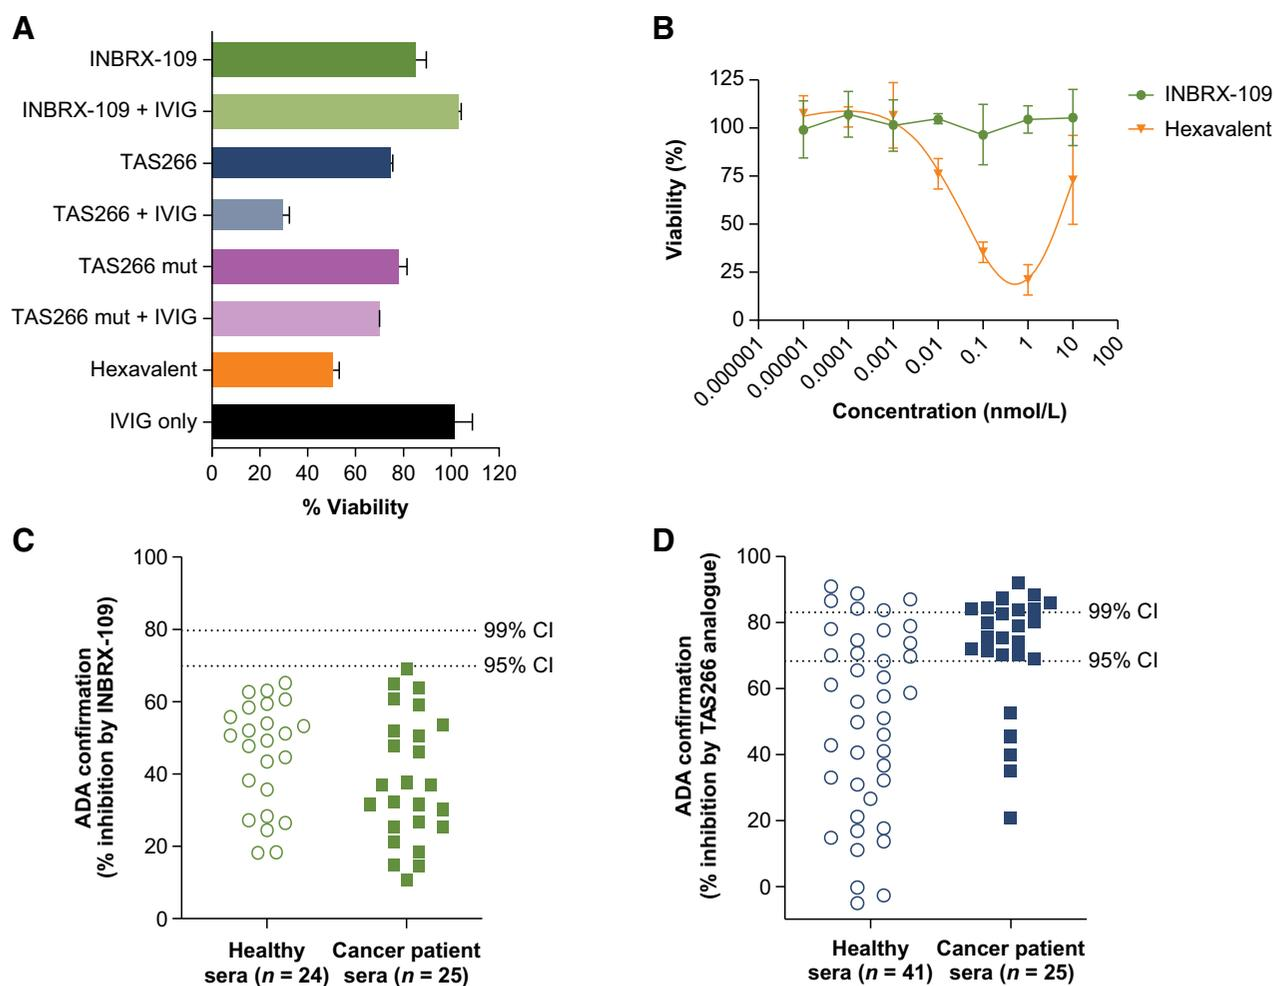 A
INBRX-109
INBRX-109 + IVIG
TAS266
TAS266 + IVIG
TAS266 mut
TAS266 mut + IVIG
Hexavalent
IVIG only
0 20 40 60 80 100 120
% Viability
B
Viability (%)
125
100
75
50
25
0
0.000001 0.00001 0.0001 0.001 0.01 0.1 1 10 100
Concentration (nmol/L)
INBRX-109
Hexavalent
C
ADA confirmation
(% inhibition by INBRX-109)
100
80
60
40
20
0
99% CI
95% CI
Healthy
sera (n = 24)
Cancer patient
sera (n = 25)
D
ADA confirmation
(% inhibition by TAS266 analogue)
100
80
60
40
20
0
99% CI
95% CI
Healthy
sera (n = 41)
Cancer patient
sera (n = 25)